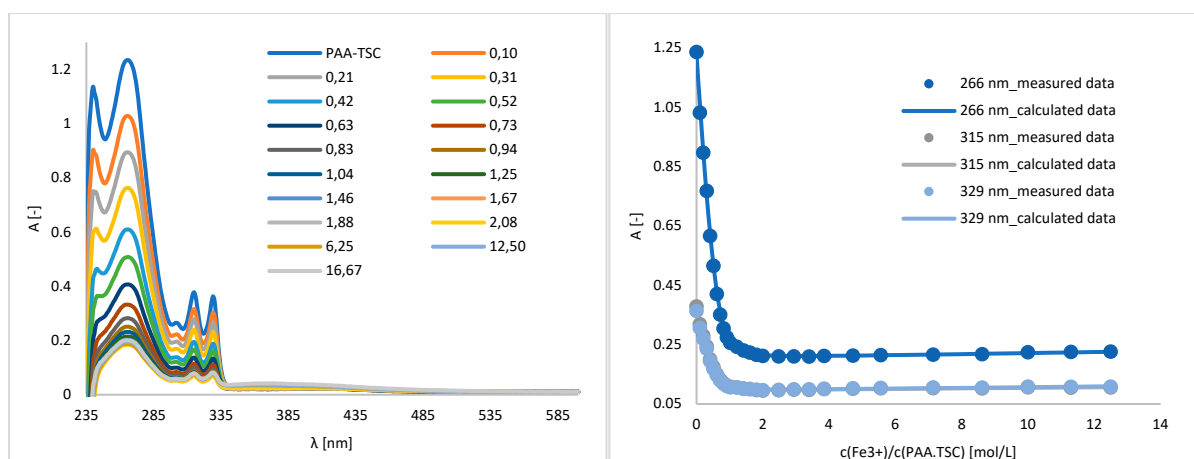 1.2
1
0.8
0.6
0.4
0.2
0
A [-]
235 285 335 385 435 485 535 585
λ [nm]
PAA-TSC 0,10
0,21 0,31
0,42 0,52
0,63 0,73
0,83 0,94
1,04 1,25
1,46 1,67
1,88 2,08
6,25 12,50
16,67
1.25
1.05
0.85
0.65
0.45
0.25
0.05
A [-]
0 2 4 6 8 10 12 14
c(Fe3+)/c(PAA.TSC) [mol/L]
266 nm_measured data
266 nm_calculated data
315 nm_measured data
315 nm_calculated data
329 nm_measured data
329 nm_calculated data